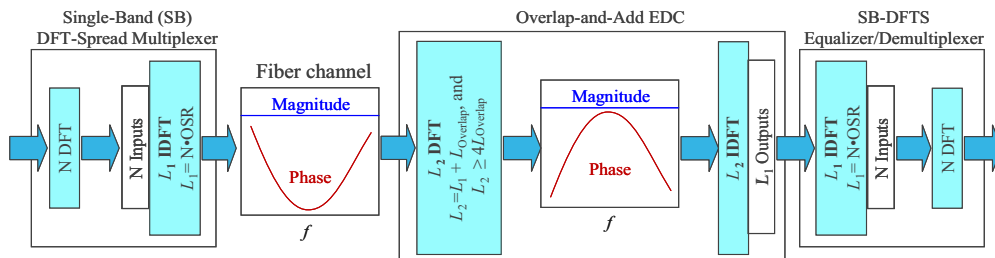 Single-Band (SB)
DFT-Spread Multiplexer
N DFT
N Inputs
L1 IDFT
L1= N•OSR
Fiber channel
Magnitude
Phase
f
Overlap-and-Add EDC
L2 DFT
L2=L1 + LOverlap, and
L2 ≥ 4LOverlap
Magnitude
Phase
f
L2 IDFT
L1 Outputs
SB-DFTS
Equalizer/Demultiplexer
L1 IDFT
L1= N•OSR
N Inputs
N DFT